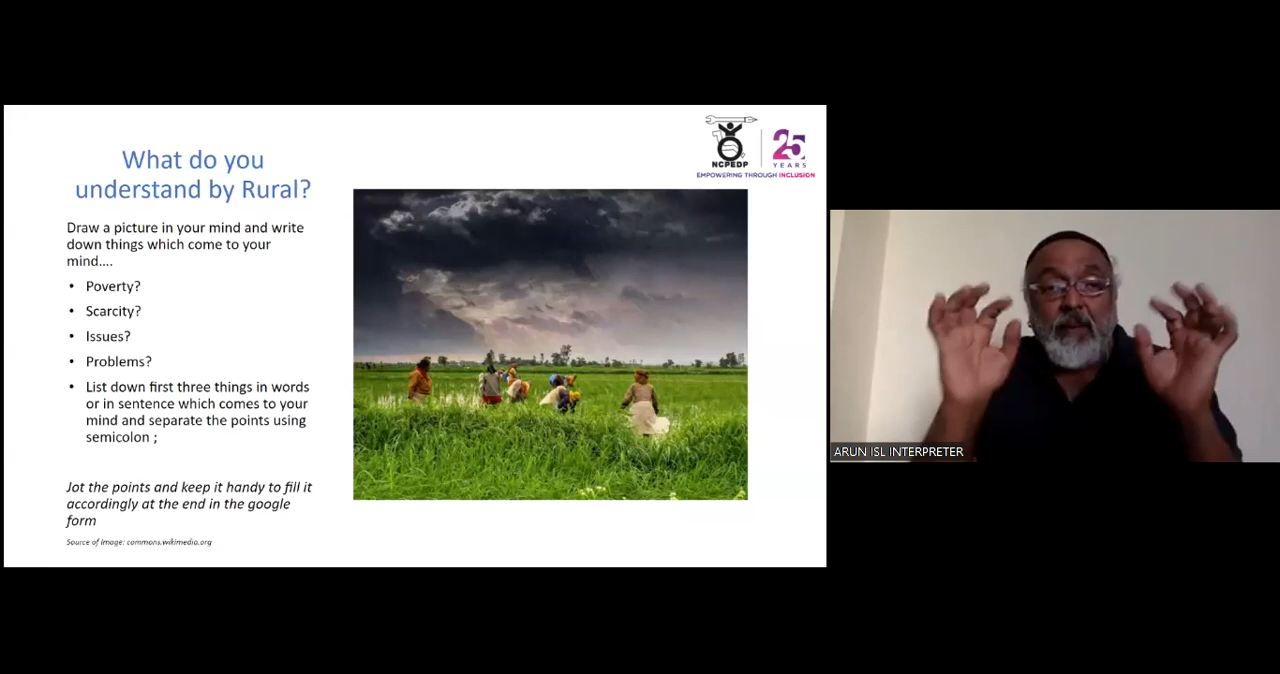 What do you
understand by Rural?
Draw a picture in your mind and write
down things which come to your
mind....
• Poverty?
• Scarcity?
• Issues?
• Problems?
• List down first three things in words
or in sentence which comes to your
mind and separate the points using
semicolon ;
Jot the points and keep it handy to fill it
accordingly at the end in the google
form
Source of Image: commons.wikimedia.org
NCPEDP
25
YEARS
EMPOWERING THROUGH INCLUSION
ARUN ISL INTERPRETER